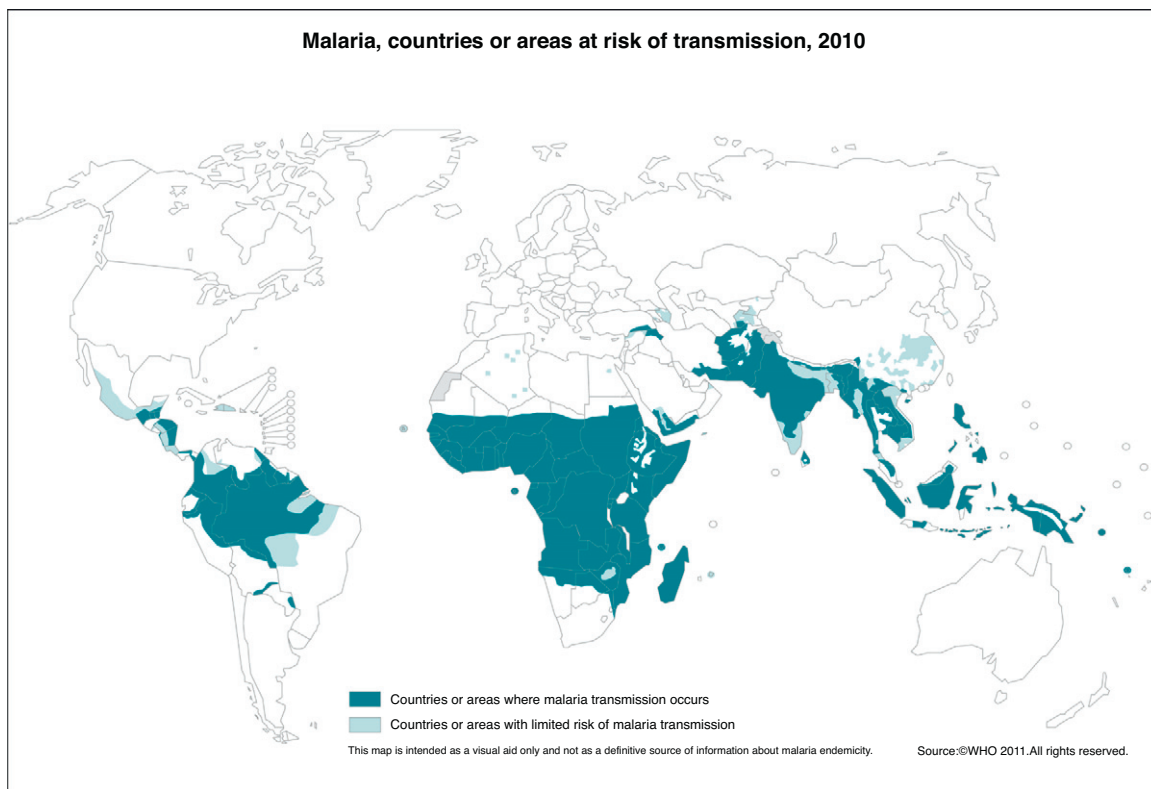 Malaria, countries or areas at risk of transmission, 2010
Countries or areas where malaria transmission occurs
Countries or areas with limited risk of malaria transmission
This map is intended as a visual aid only and not as a definitive source of information about malaria endemicity.
Source:©WHO 2011.All rights reserved.